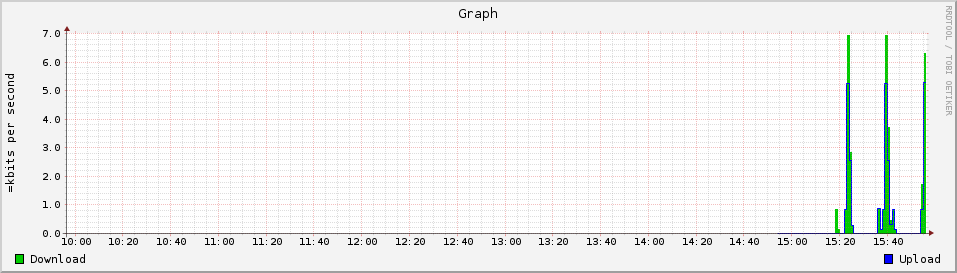 Graph
RRDTOOL / TOBI OETIKER
=kbits per second
7.0
6.0
5.0
4.0
3.0
2.0
1.0
0.0
10:00 10:20 10:40 11:00 11:20 11:40 12:00 12:20 12:40 13:00 13:20 13:40 14:00 14:20 14:40 15:00 15:20 15:40
Download Upload